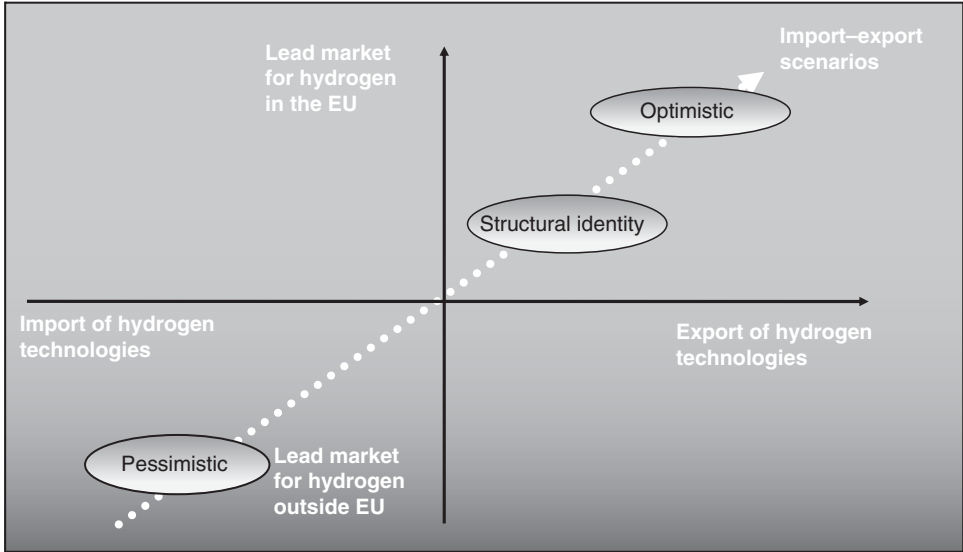 Lead market
for hydrogen
in the EU
Import–export
scenarios
Optimistic
Structural identity
Import of hydrogen
technologies
Export of hydrogen
technologies
Pessimistic
Lead market
for hydrogen
outside EU